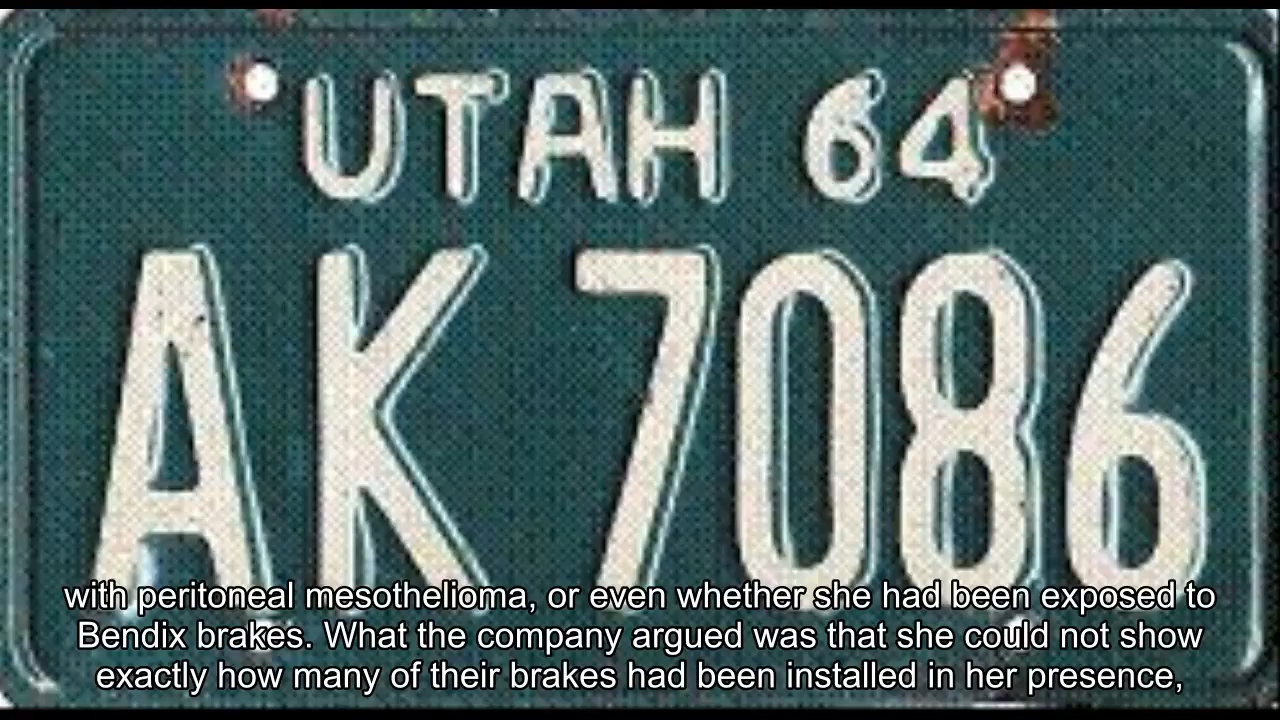 UTAH 64
AK 7086
with peritoneal mesothelioma, or even whether she had been exposed to
Bendix brakes. What the company argued was that she could not show
exactly how many of their brakes had been installed in her presence,